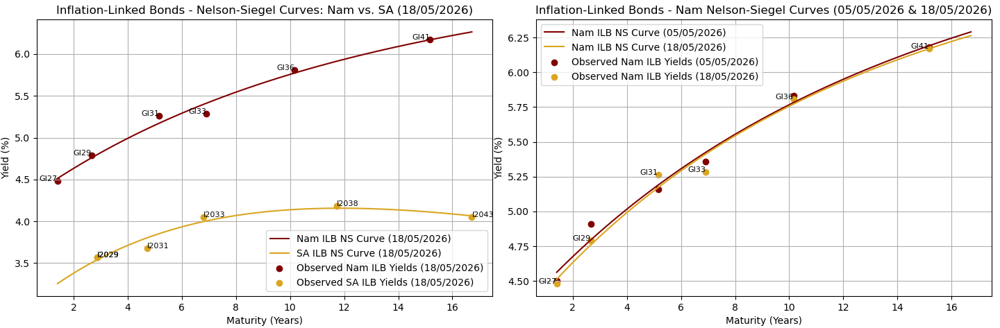 Inflation-Linked Bonds - Nelson-Siegel Curves: Nam vs. SA (18/05/2026)
Yield (%)
6.0
5.5
5.0
4.5
4.0
3.5
GI27
GI29
GI31
GI33
GI36
GI41
I2029
I2031
I2033
I2038
I2043
Nam ILB NS Curve (18/05/2026)
SA ILB NS Curve (18/05/2026)
Observed Nam ILB Yields (18/05/2026)
Observed SA ILB Yields (18/05/2026)
2 4 6 8 10 12 14 16
Maturity (Years)
Inflation-Linked Bonds - Nam Nelson-Siegel Curves (05/05/2026 & 18/05/2026)
Yield (%)
6.25
6.00
5.75
5.50
5.25
5.00
4.75
4.50
Nam ILB NS Curve (05/05/2026)
Nam ILB NS Curve (18/05/2026)
Observed Nam ILB Yields (05/05/2026)
Observed Nam ILB Yields (18/05/2026)
GI27
GI29
GI31
GI33
GI36
GI41
2 4 6 8 10 12 14 16
Maturity (Years)